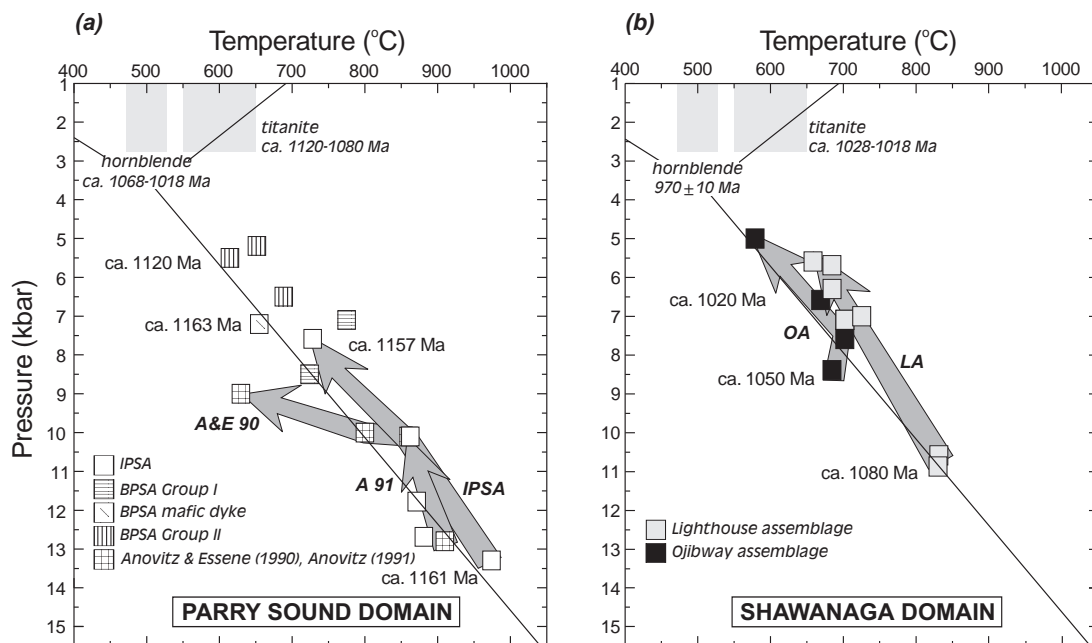 (a)
Temperature (°C)
400 500 600 700 800 900 1000
1
2
3
4
5
6
7
8
9
10
11
12
13
14
15
Pressure (kbar)
titanite
ca. 1120-1080 Ma
hornblende
ca. 1068-1018 Ma
ca. 1120 Ma
ca. 1163 Ma
ca. 1157 Ma
A&E 90
A 91
IPSA
IPSA
BPSA Group I
BPSA mafic dyke
BPSA Group II
Anovitz & Essene (1990), Anovitz (1991)
ca. 1161 Ma
PARRY SOUND DOMAIN
(b)
Temperature (°C)
400 500 600 700 800 900 1000
1
2
3
4
5
6
7
8
9
10
11
12
13
14
15
titanite
ca. 1028-1018 Ma
hornblende
970±10 Ma
ca. 1020 Ma
OA
ca. 1050 Ma
LA
ca. 1080 Ma
Lighthouse assemblage
Ojibway assemblage
SHAWANAGA DOMAIN